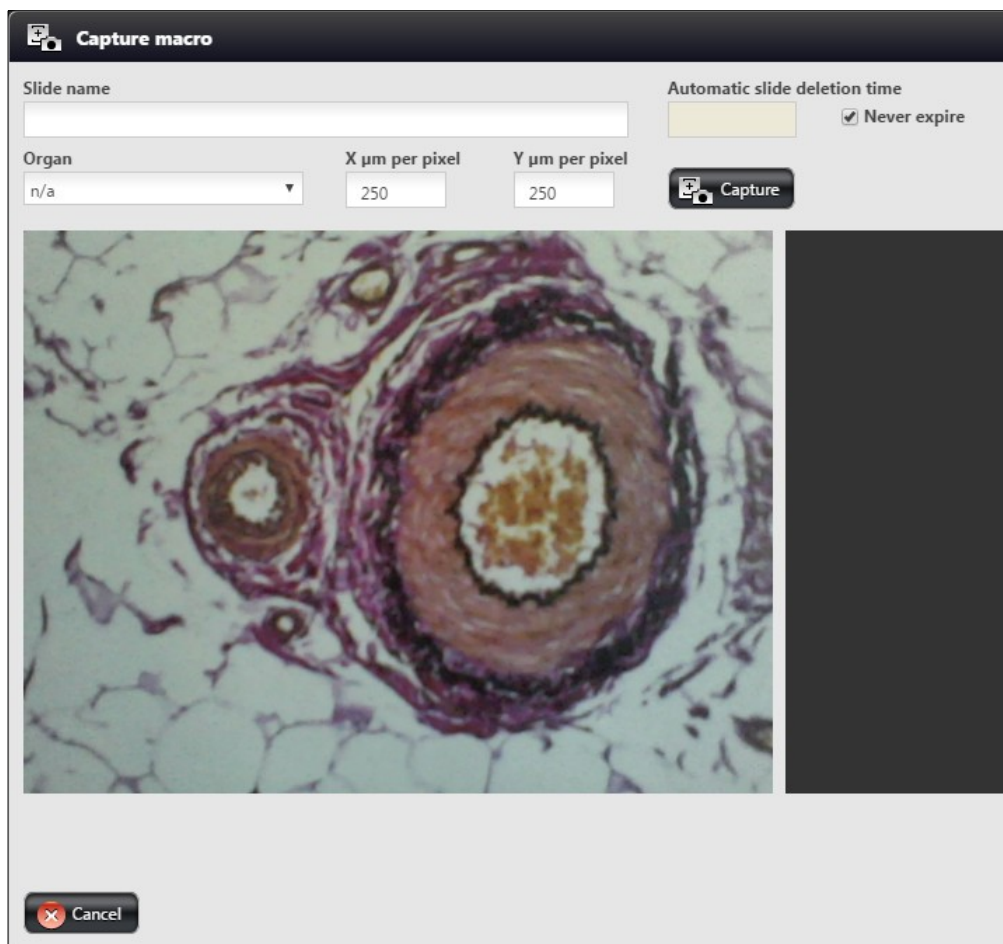 Capture macro
Slide name
Automatic slide deletion time
Never expire
Organ
X µm per pixel
Y µm per pixel
n/a
250
250
Capture
Cancel